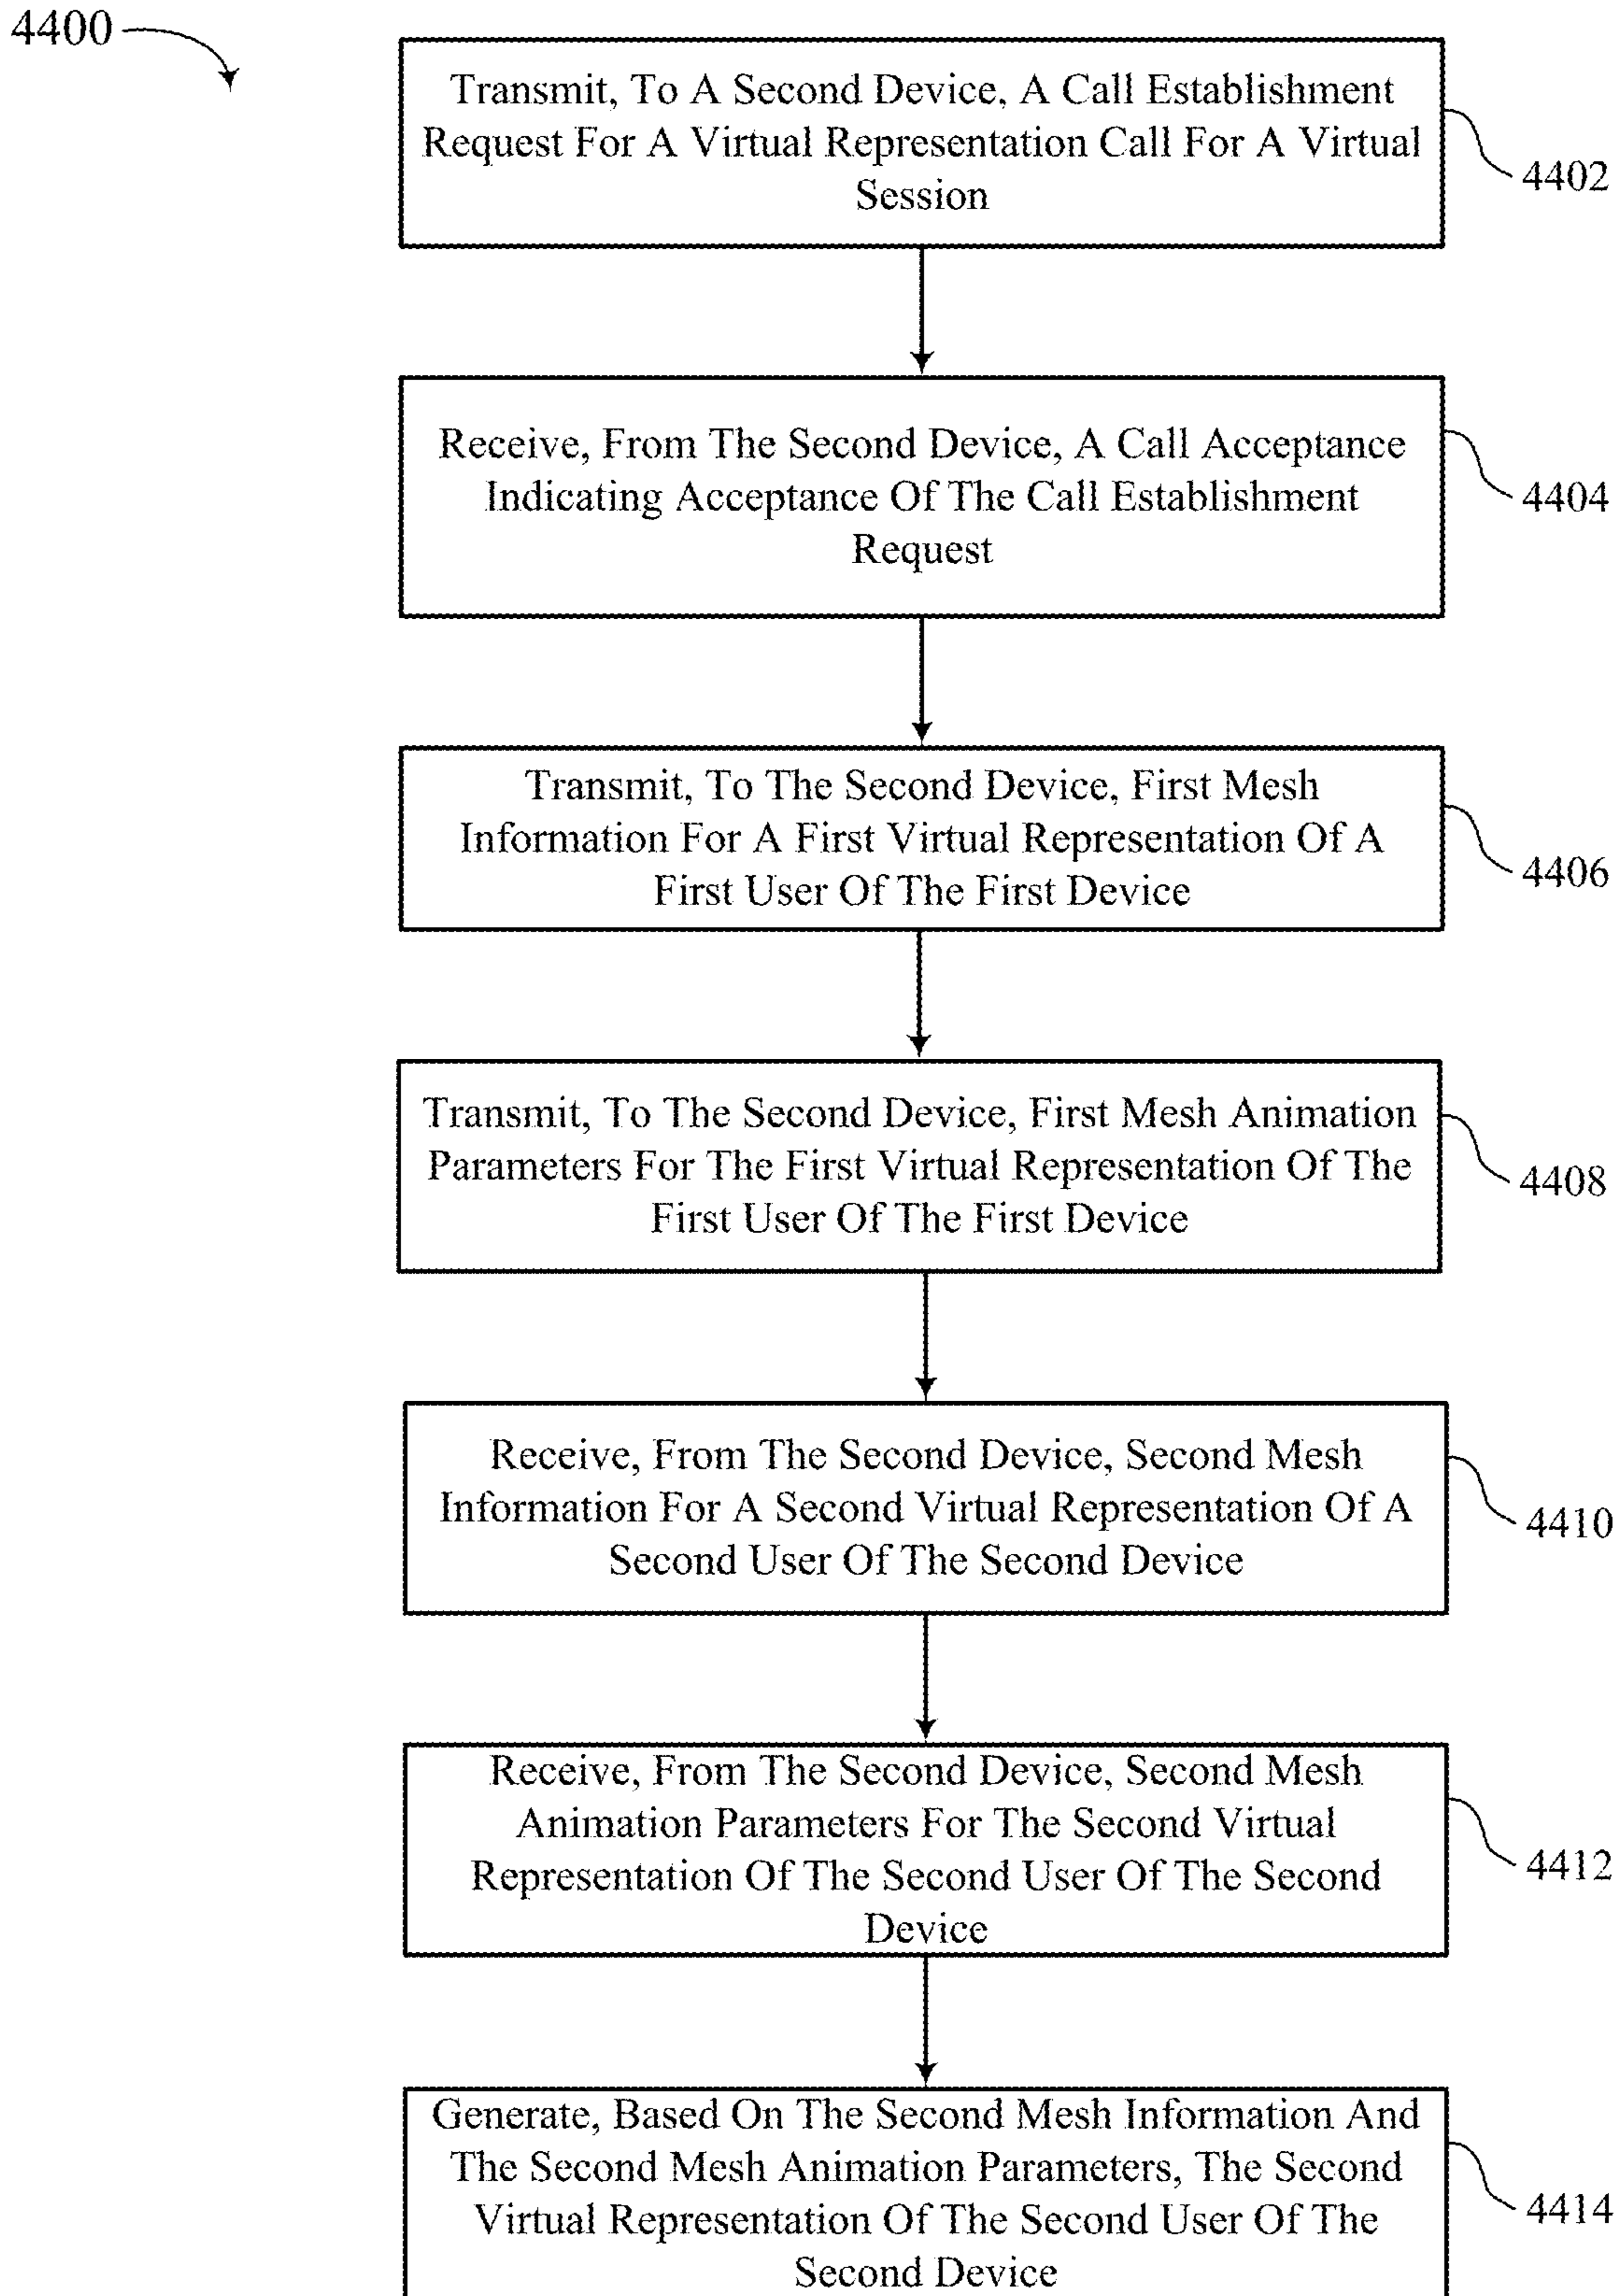 4400
Transmit, To A Second Device, A Call Establishment
Request For A Virtual Representation Call For A Virtual
Session
4402
Receive, From The Second Device, A Call Acceptance
Indicating Acceptance Of The Call Establishment
Request
4404
Transmit, To The Second Device, First Mesh
Information For A First Virtual Representation Of A
First User Of The First Device
4406
Transmit, To The Second Device, First Mesh Animation
Parameters For The First Virtual Representation Of The
First User Of The First Device
4408
Receive, From The Second Device, Second Mesh
Information For A Second Virtual Representation Of A
Second User Of The Second Device
4410
Receive, From The Second Device, Second Mesh
Animation Parameters For The Second Virtual
Representation Of The Second User Of The Second
Device
4412
Generate, Based On The Second Mesh Information And
The Second Mesh Animation Parameters, The Second
Virtual Representation Of The Second User Of The
Second Device
4414